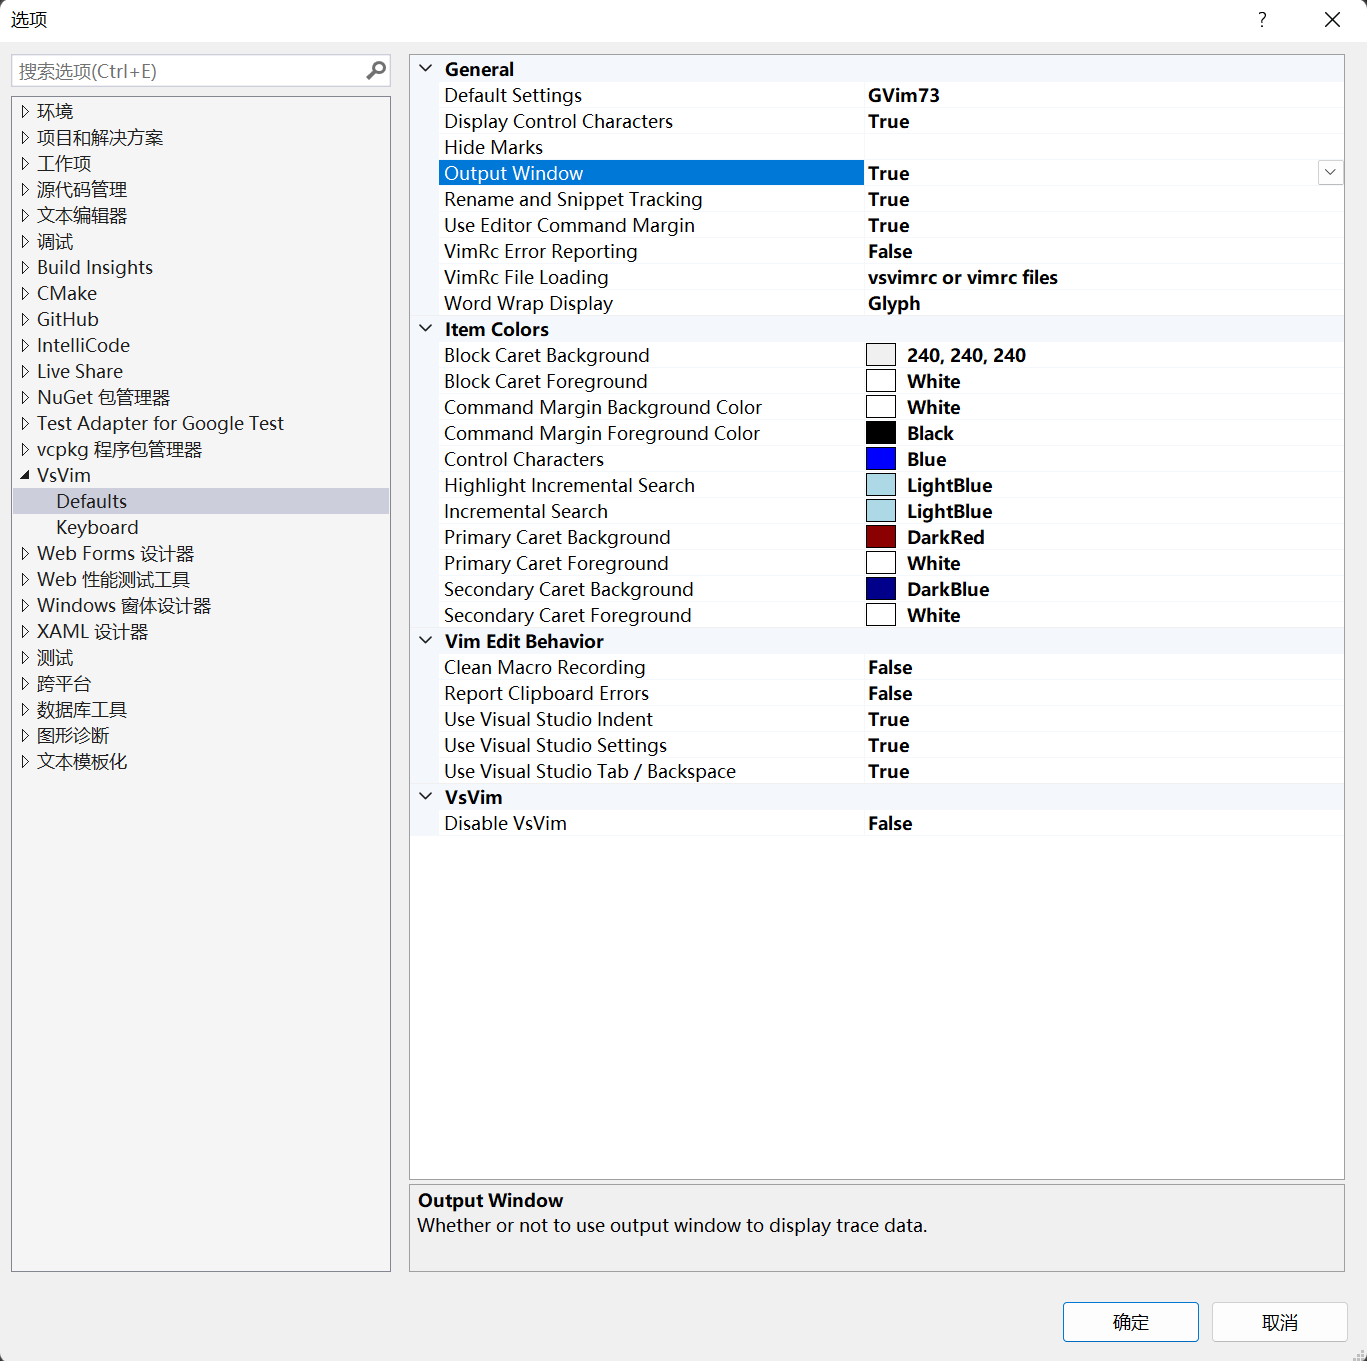 选项
?
搜索选项(Ctrl+E)
环境
项目和解决方案
工作项
源代码管理
文本编辑器
调试
Build Insights
CMake
GitHub
IntelliCode
Live Share
NuGet 包管理器
Test Adapter for Google Test
vcpkg 程序包管理器
VsVim
Defaults
Keyboard
Web Forms 设计器
Web 性能测试工具
Windows 窗体设计器
XAML 设计器
测试
跨平台
数据库工具
图形诊断
文本模板化
General
Default Settings GVim73
Display Control Characters True
Hide Marks
Output Window True
Rename and Snippet Tracking True
Use Editor Command Margin True
VimRc Error Reporting False
VimRc File Loading vsvimrc or vimrc files
Word Wrap Display Glyph
Item Colors
Block Caret Background 240, 240, 240
Block Caret Foreground White
Command Margin Background Color White
Command Margin Foreground Color Black
Control Characters Blue
Highlight Incremental Search LightBlue
Incremental Search LightBlue
Primary Caret Background DarkRed
Primary Caret Foreground White
Secondary Caret Background DarkBlue
Secondary Caret Foreground White
Vim Edit Behavior
Clean Macro Recording False
Report Clipboard Errors False
Use Visual Studio Indent True
Use Visual Studio Settings True
Use Visual Studio Tab / Backspace True
VsVim
Disable VsVim False
Output Window
Whether or not to use output window to display trace data.
确定
取消